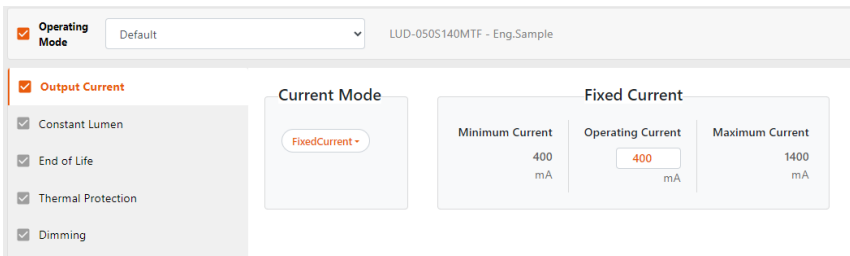 Operating
Mode
Default
LUD-050S140MTF - Eng.Sample
Output Current
Constant Lumen
End of Life
Thermal Protection
Dimming
Current Mode
FixedCurrent
Fixed Current
Minimum Current
400
mA
Operating Current
400
mA
Maximum Current
1400
mA